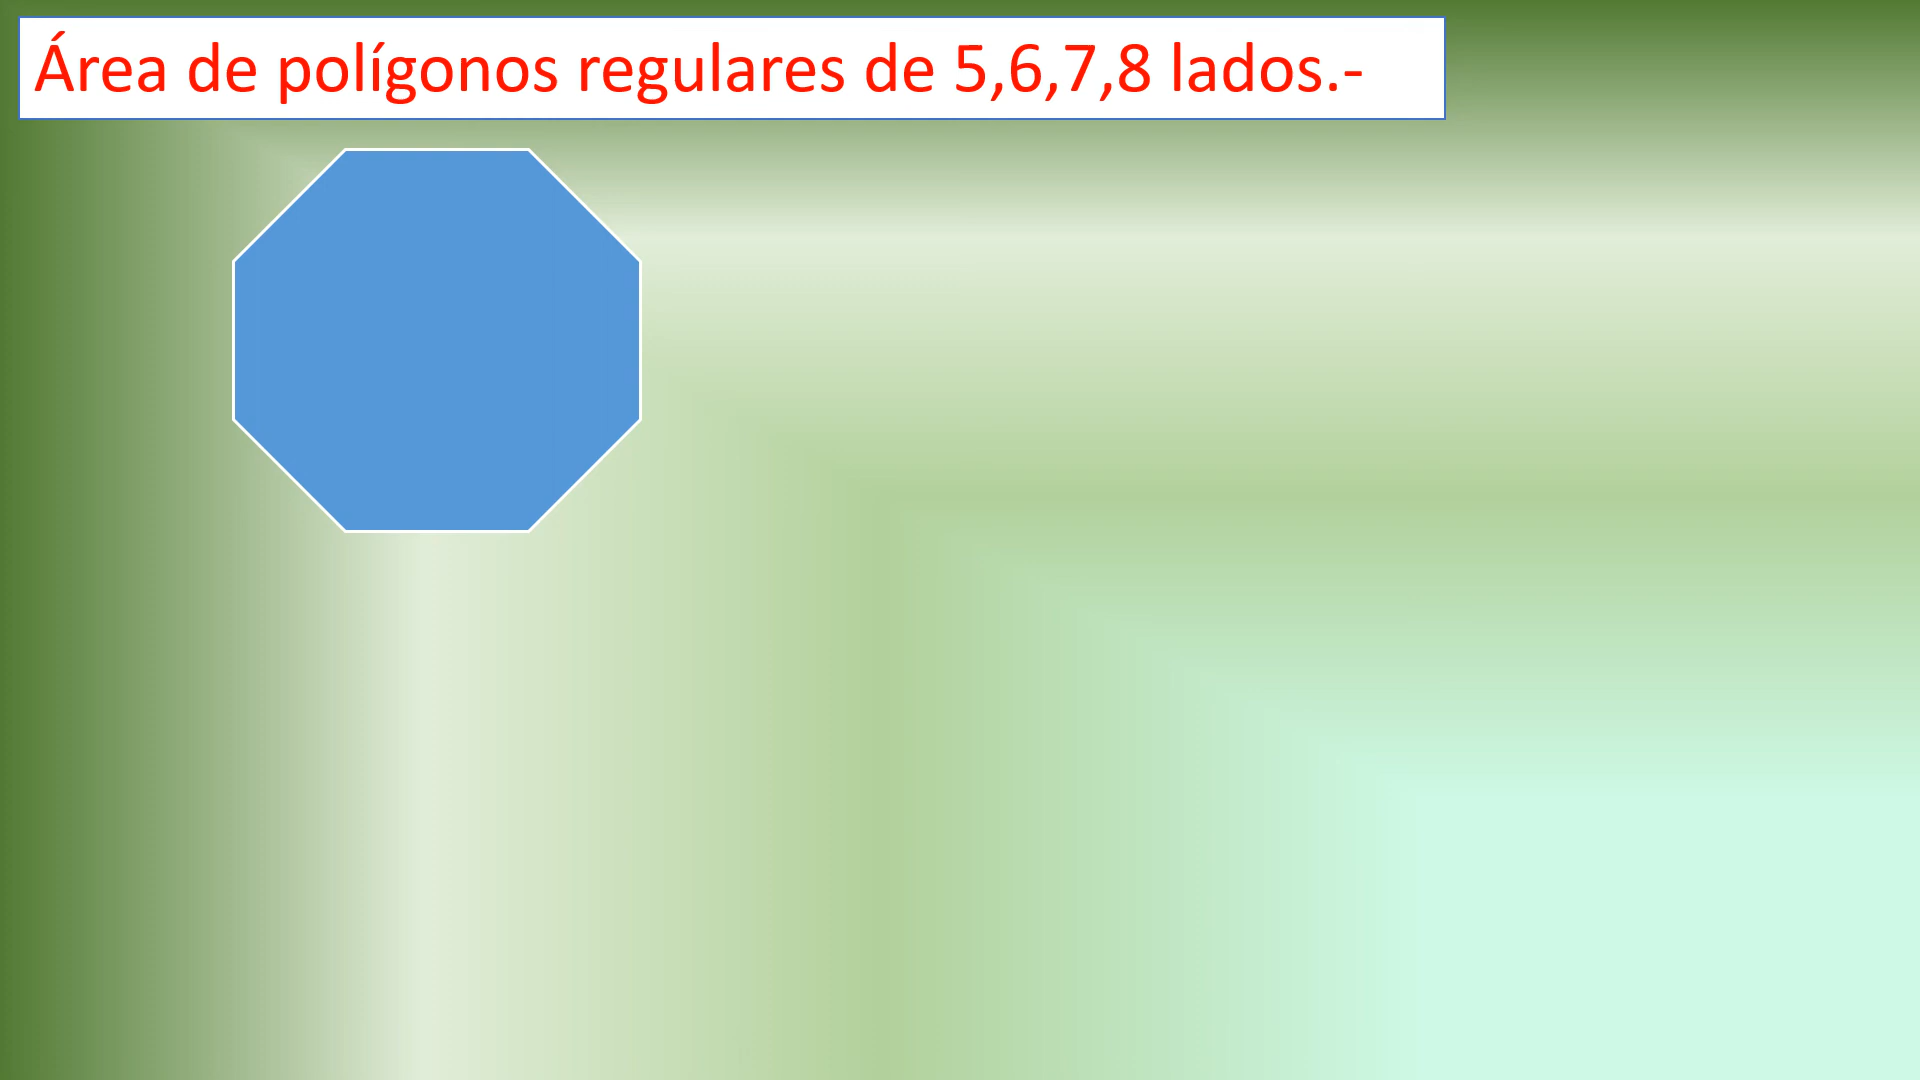 Área de polígonos regulares de 5,6,7,8 lados.-